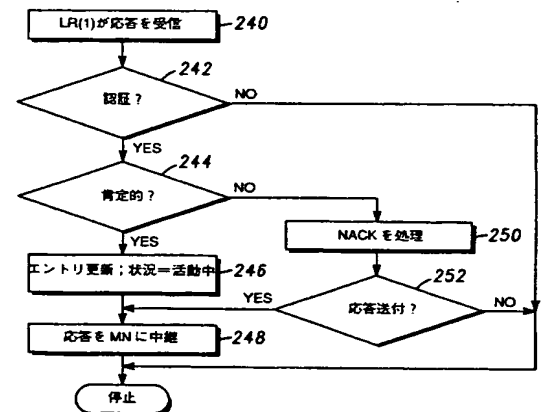 LR(1)が応答を受信
240
242
認証？
NO
YES
244
肯定的？
NO
YES
NACKを処理
250
エントリ更新；状況＝活動中
246
252
応答送付？
YES
NO
応答をMNに中継
248
停止